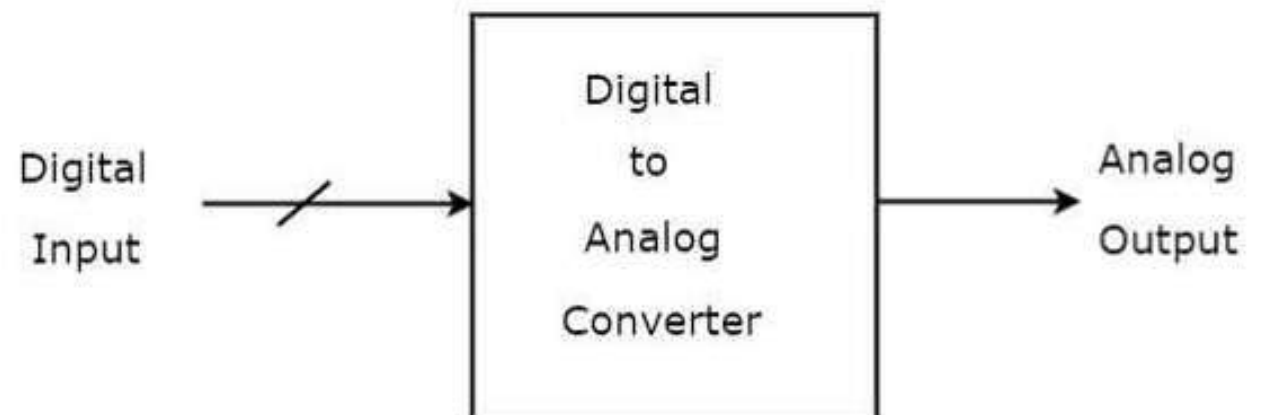 Digital
Input
Digital
to
Analog
Converter
Analog
Output